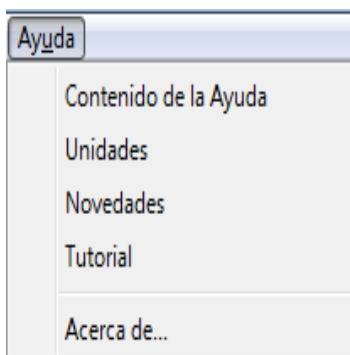 Ayuda
Contenido de la Ayuda
Unidades
Novedades
Tutorial
Acerca de...